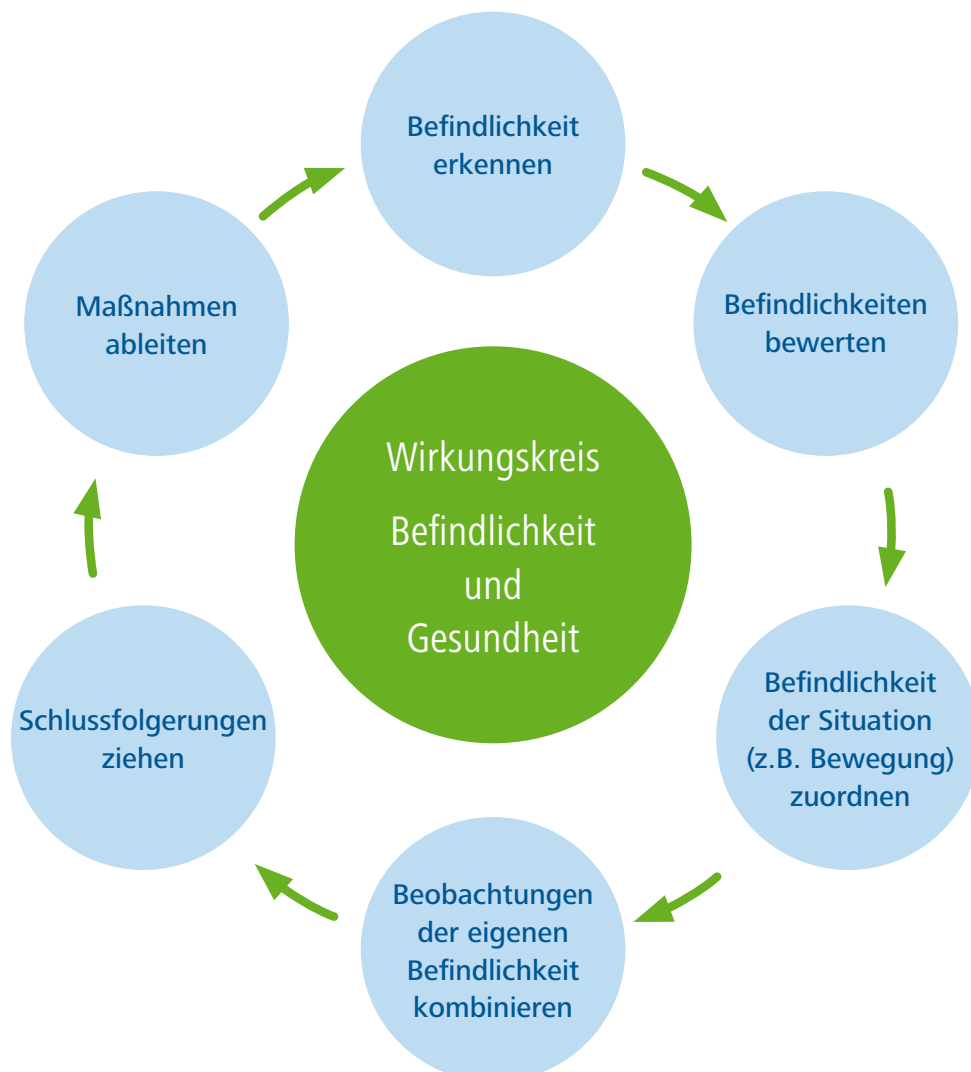 Befindlichkeit
erkennen
Befindlichkeiten
bewerten
Befindlichkeit
der Situation
(z.B. Bewegung)
zuordnen
Beobachtungen
der eigenen
Befindlichkeit
kombinieren
Schlussfolgerungen
ziehen
Maßnahmen
ableiten
Wirkungskreis
Befindlichkeit
und
Gesundheit